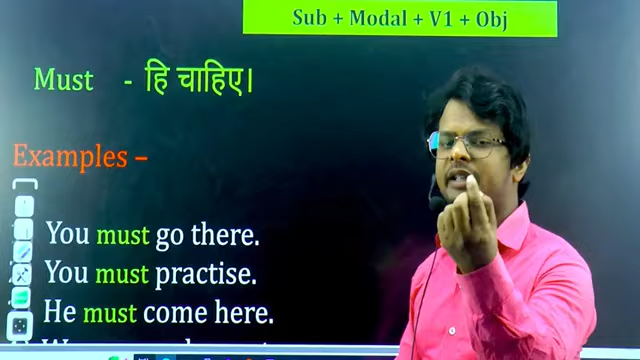 Sub + Modal + V1 + Obj
Must - हि चाहिए।
Examples –
You must go there.
You must practise.
He must come here.